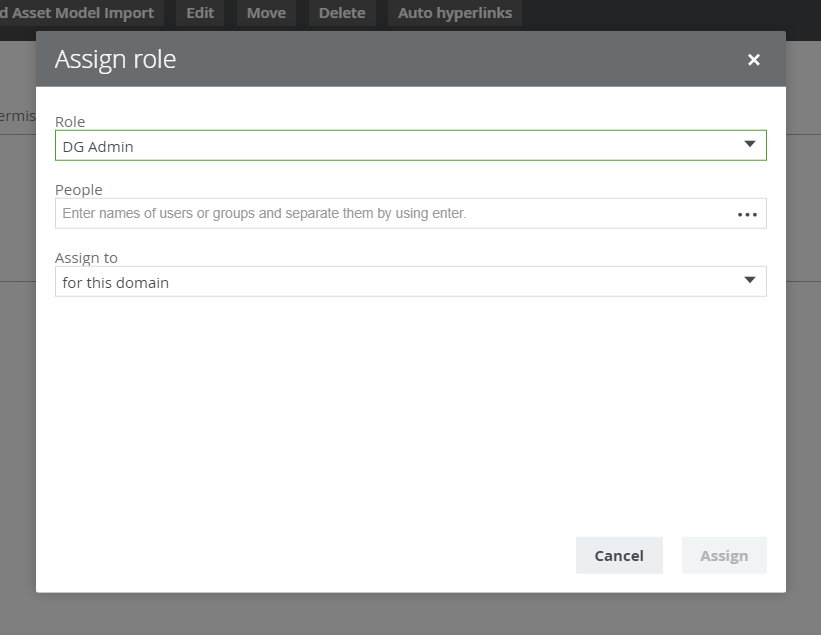 d Asset Model Import Edit Move Delete Auto hyperlinks
Assign role ×
ermis
Role
DG Admin
People
Enter names of users or groups and separate them by using enter.
Assign to
for this domain
Cancel Assign